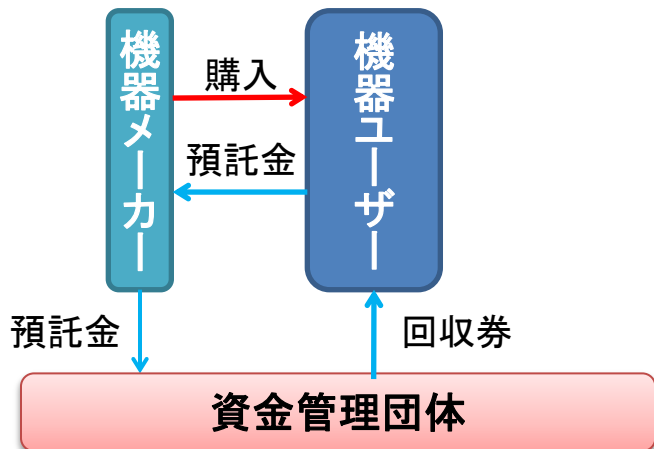 機器メーカー
購入
機器ユーザー
預託金
預託金
回収券
資金管理団体